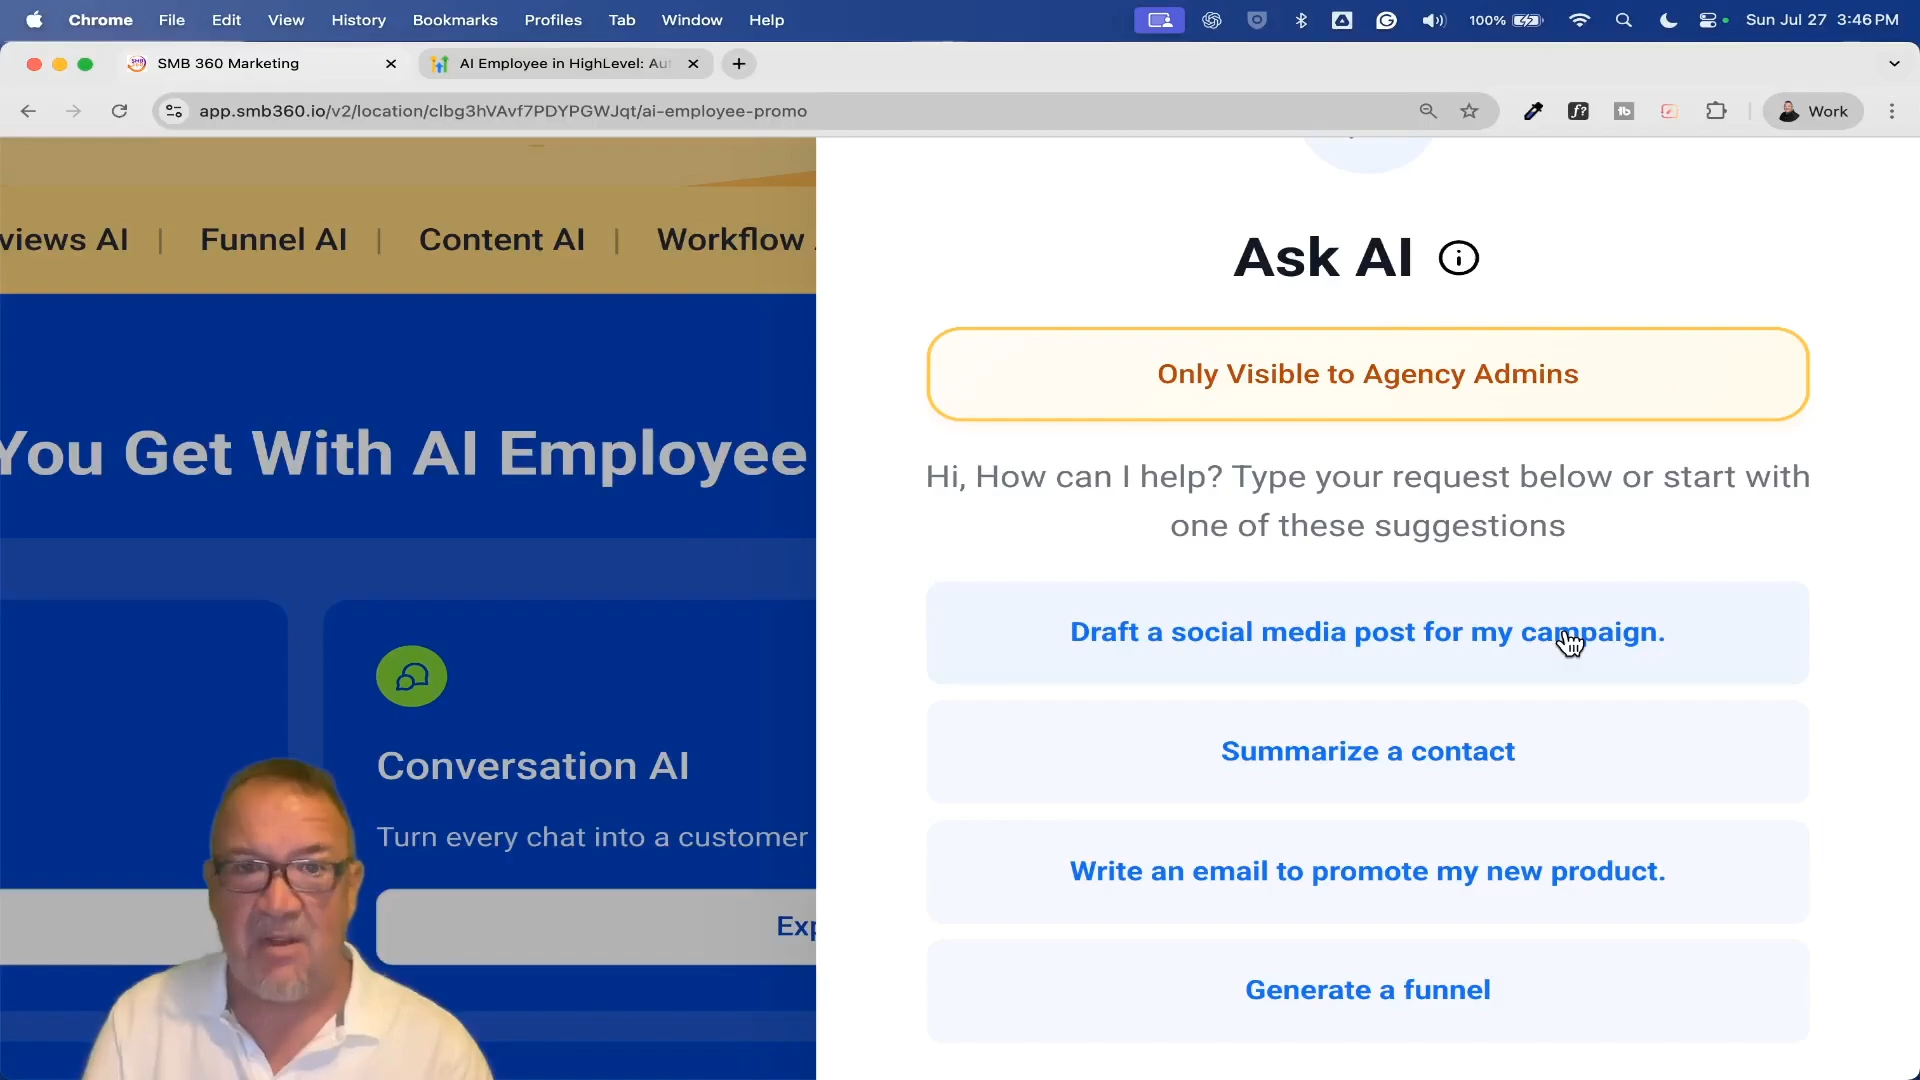 Chrome File Edit View History Bookmarks Profiles Tab Window Help 100% Sun Jul 27 3:46 PM
SMB 360 Marketing
AI Employee in HighLevel: Au
app.smb360.io/v2/location/clbg3hVAvf7PDYPGWJqt/ai-employee-promo
Work
views AI | Funnel AI | Content AI | Workflow
You Get With AI Employee
Conversation AI
Turn every chat into a customer
Exp
Ask AI
Only Visible to Agency Admins
Hi, How can I help? Type your request below or start with
one of these suggestions
Draft a social media post for my campaign.
Summarize a contact
Write an email to promote my new product.
Generate a funnel